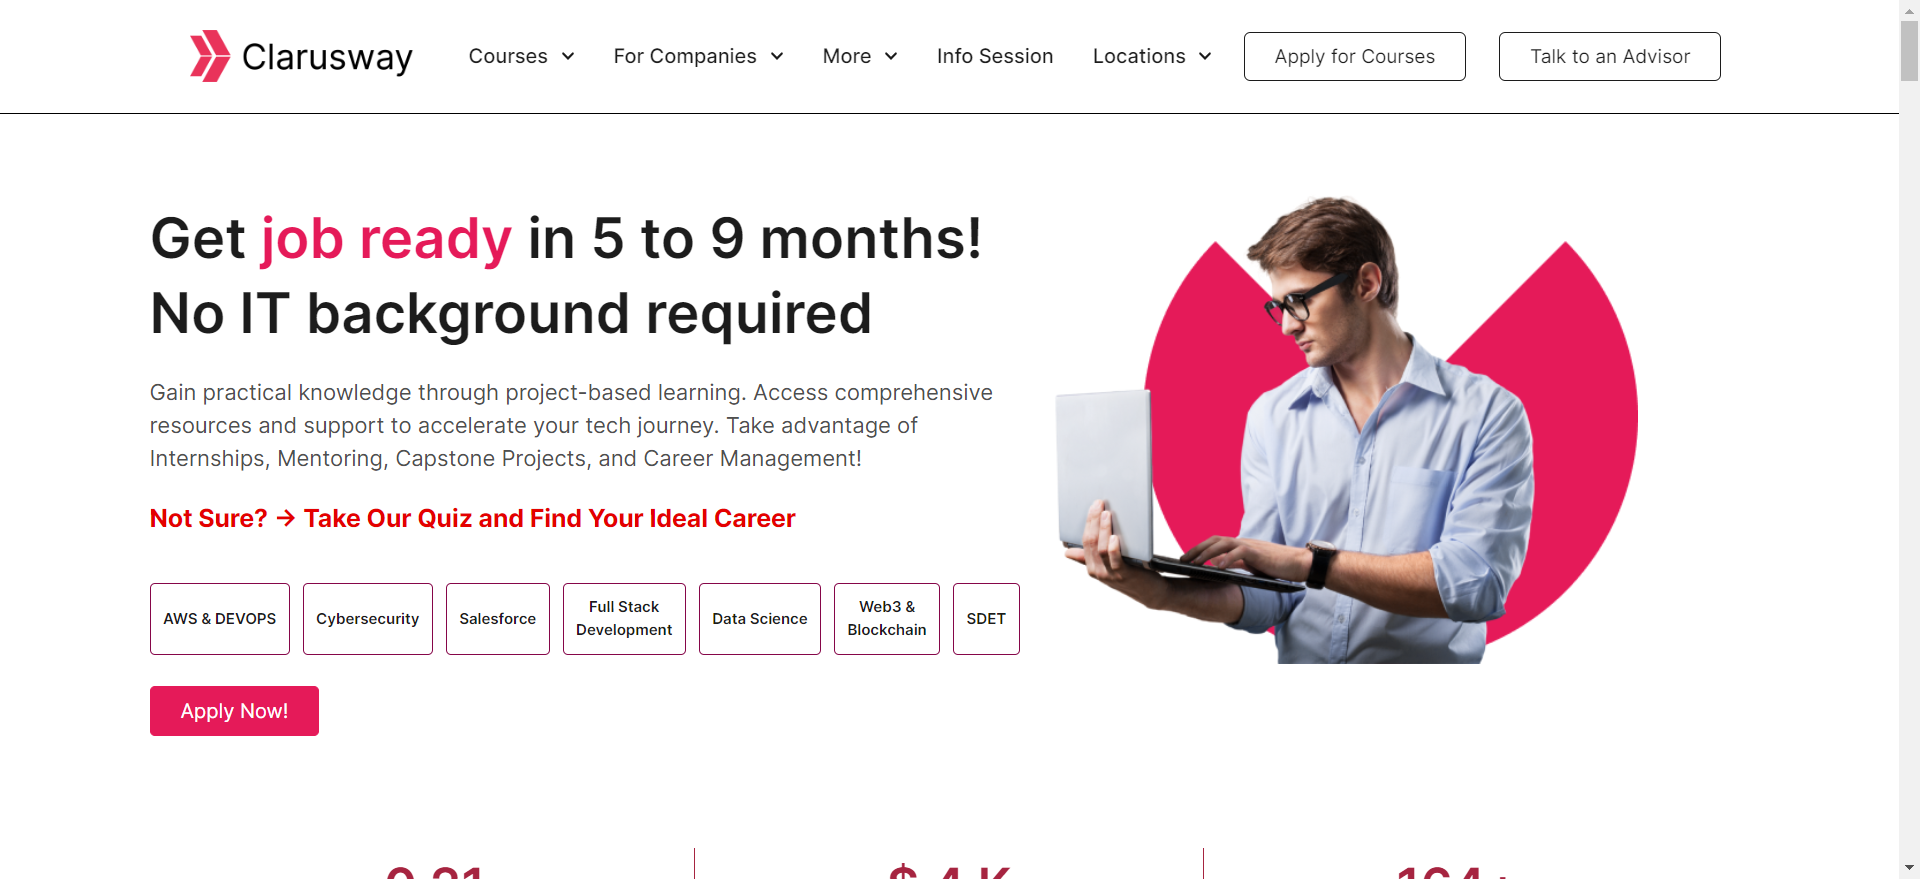 Clarusway
Courses
For Companies
More
Info Session
Locations
Apply for Courses
Talk to an Advisor
Get job ready in 5 to 9 months!
No IT background required
Gain practical knowledge through project-based learning. Access comprehensive
resources and support to accelerate your tech journey. Take advantage of
Internships, Mentoring, Capstone Projects, and Career Management!
Not Sure? → Take Our Quiz and Find Your Ideal Career
AWS & DEVOPS
Cybersecurity
Salesforce
Full Stack
Development
Data Science
Web3 &
Blockchain
SDET
Apply Now!